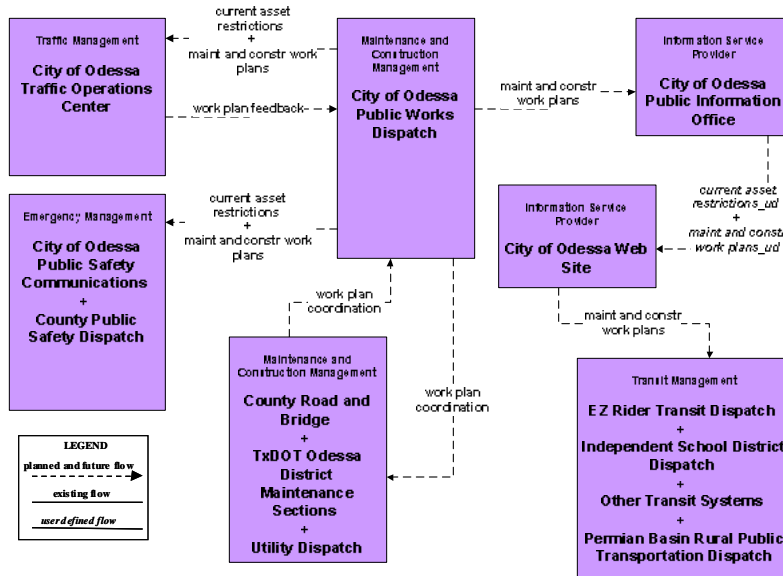 Traffic Management
City of Odessa
Traffic Operations
Center
current asset
restrictions
+
maint and constr work
plans
work plan feedback
Maintenance and
Construction
Management
City of Odessa
Public Works
Dispatch
maint and constr
work plans
Information Service
Provider
City of Odessa
Public Information
Office
current asset
restrictions_ud
+
maint and constr
work plans_ud
Emergency Management
City of Odessa
Public Safety
Communications
+
County Public
Safety Dispatch
current asset
restrictions
+
maint and constr work
plans
Information Service
Provider
City of Odessa Web
Site
work plan
coordination
maint and constr
work plans
Maintenance and
Construction Management
County Road and
Bridge
+
TxDOT Odessa
District
Maintenance
Sections
+
Utility Dispatch
work plan
coordination
Transit Management
EZ Rider Transit Dispatch
+
Independent School District
Dispatch
+
Other Transit Systems
+
Permian Basin Rural Public
Transportation Dispatch
LEGEND
planned and future flow
existing flow
user defined flow